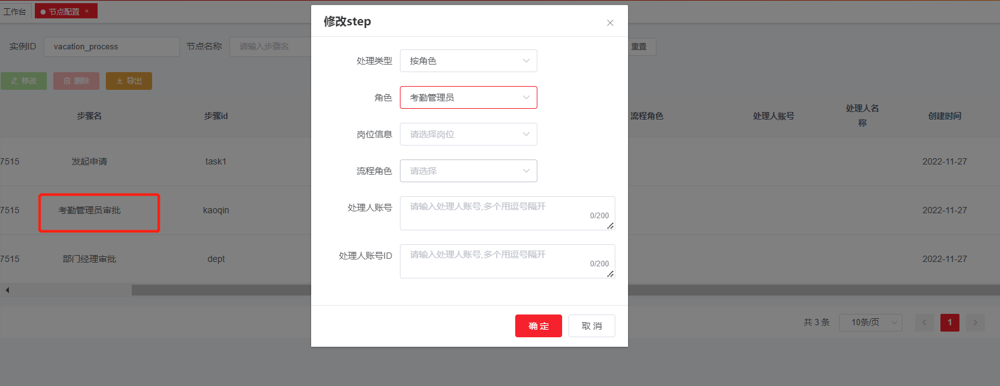 工作台
节点配置 ×
实例ID vacation_process 节点名称 请输入步骤名
重置
修改 删除 导出
步骤名 步骤id 流程角色 处理人账号 处理人名称 创建时间
7515 发起申请 task1 2022-11-27
7515 考勤管理员审批 kaoqin 2022-11-27
7515 部门经理审批 dept 2022-11-27
共 3 条 10条/页 < 1 >
修改step
处理类型 按角色
角色 考勤管理员
岗位信息 请选择岗位
流程角色 请选择
处理人账号 请输入处理人账号,多个用逗号隔开
0/200
处理人账号ID 请输入处理人账号,多个用逗号隔开
0/200
确 定 取 消